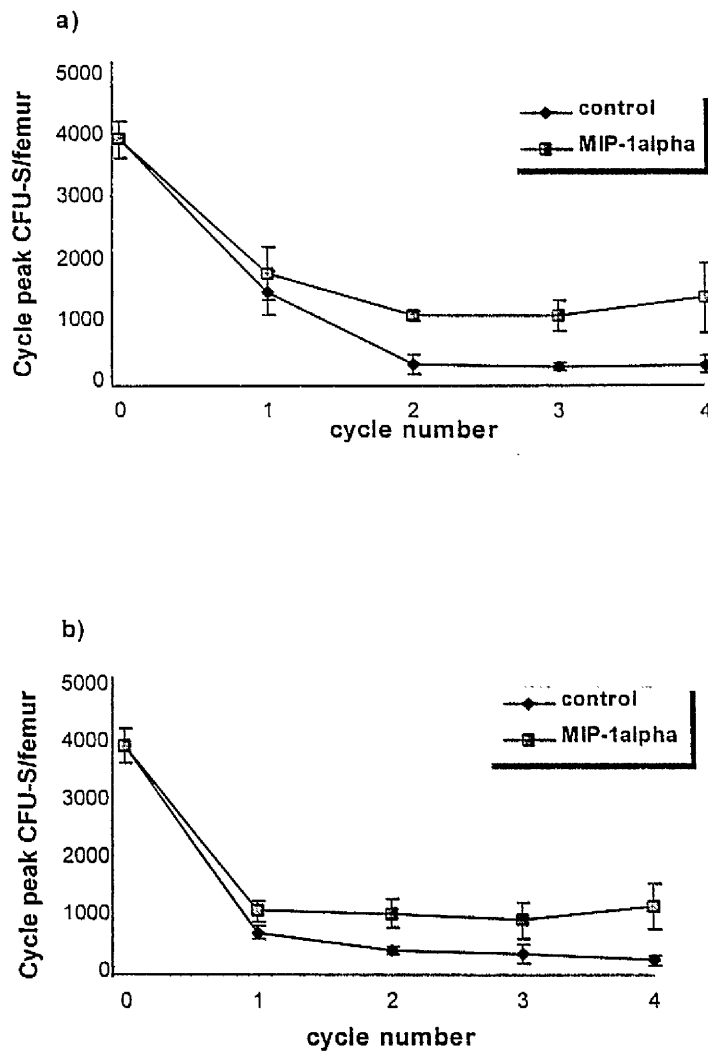 a)
5000
4000
3000
2000
1000
0
Cycle peak CFU-S/femur
control
MIP-1alpha
0 1 2 3 4
cycle number
b)
5000
4000
3000
2000
1000
0
Cycle peak CFU-S/femur
control
MIP-1alpha
0 1 2 3 4
cycle number